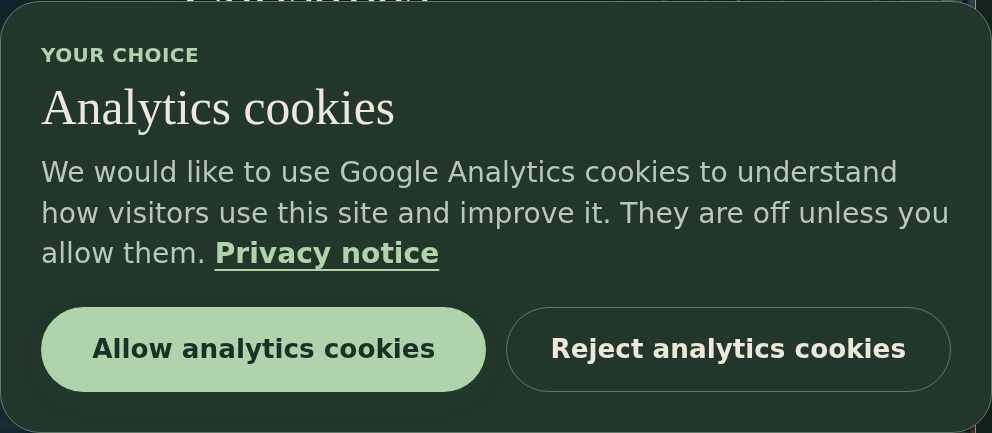 YOUR CHOICE
Analytics cookies
We would like to use Google Analytics cookies to understand
how visitors use this site and improve it. They are off unless you
allow them. Privacy notice
Allow analytics cookies
Reject analytics cookies